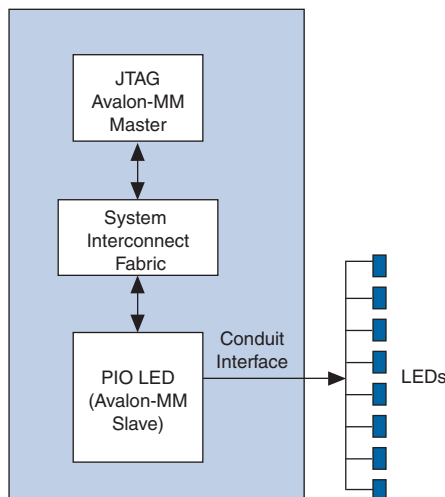 JTAG
Avalon-MM
Master
System
Interconnect
Fabric
Conduit
Interface
PIO LED
(Avalon-MM
Slave)
LEDs